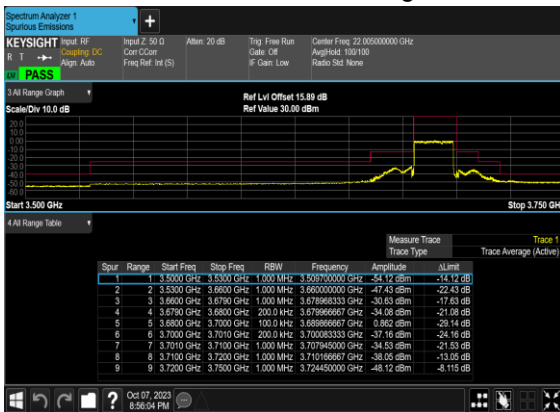 Spectrum Analyzer 1
Spurious Emissions
+
KEYSIGHT Input: RF Input Z: 50 Ω Atten: 20 dB Trig: Free Run Center Freq: 22.005000000 GHz
R T Coupling: DC Corr CCorr Gate: Off Avg|Hold: 100/100
Align: Auto Freq Ref: Int (S) IF Gain: Low Radio Std: None
PASS
3 All Range Graph
Ref Lvl Offset 15.89 dB
Scale/Div 10.0 dB Ref Value 30.00 dBm
20.0
10.0
0.00
-10.0
-20.0
-30.0
-40.0
-50.0
-60.0
Start 3.500 GHz Stop 3.750 GH
4 All Range Table
Measure Trace Trace 1
Trace Type Trace Average (Active)
Spur Range Start Freq Stop Freq RBW Frequency Amplitude ΔLimit
1 1 3.5000 GHz 3.5300 GHz 1.000 MHz 3.509700000 GHz -54.12 dBm -14.12 dB
2 2 3.5300 GHz 3.6600 GHz 1.000 MHz 3.660000000 GHz -47.43 dBm -22.43 dB
3 3 3.6600 GHz 3.6790 GHz 1.000 MHz 3.678968333 GHz -30.63 dBm -17.63 dB
4 4 3.6790 GHz 3.6800 GHz 200.0 kHz 3.679966667 GHz -34.08 dBm -21.08 dB
5 5 3.6800 GHz 3.7000 GHz 100.0 kHz 3.689866667 GHz 0.862 dBm -29.14 dB
6 6 3.7000 GHz 3.7010 GHz 200.0 kHz 3.700083333 GHz -37.16 dBm -24.16 dB
7 7 3.7010 GHz 3.7100 GHz 1.000 MHz 3.707945000 GHz -34.53 dBm -21.53 dB
8 8 3.7100 GHz 3.7200 GHz 1.000 MHz 3.710166667 GHz -38.05 dBm -13.05 dB
9 9 3.7200 GHz 3.7500 GHz 1.000 MHz 3.724450000 GHz -48.12 dBm -8.115 dB
? Oct 07, 2023
8:56:04 PM